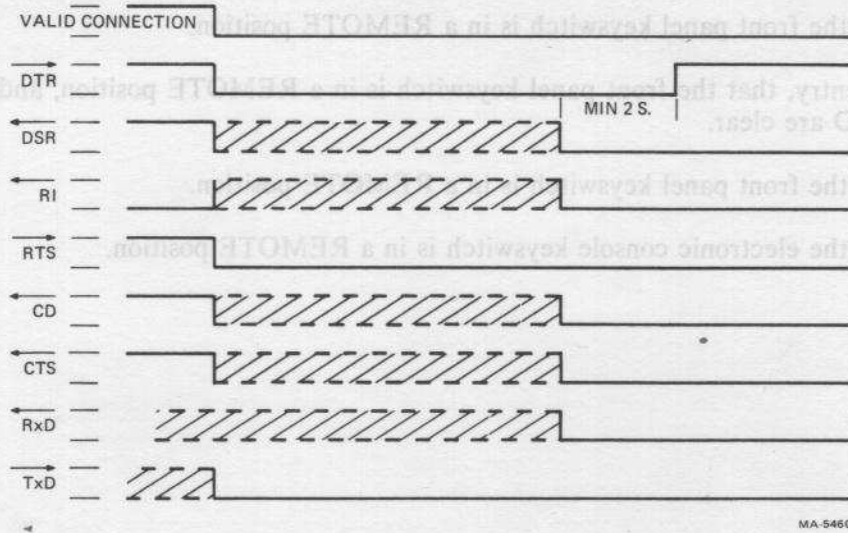 VALID CONNECTION
the front panel keyswitch is in a REMOTE position.
DTR
entry, that the front panel keyswitch is in a REMOTE position, and
MIN 2 S.
D are clear.
DSR
the front panel keyswitch is in a REMOTE position.
RI
the electronic console keyswitch is in a REMOTE position.
RTS
CD
CTS
RxD
TxD
MA-5460